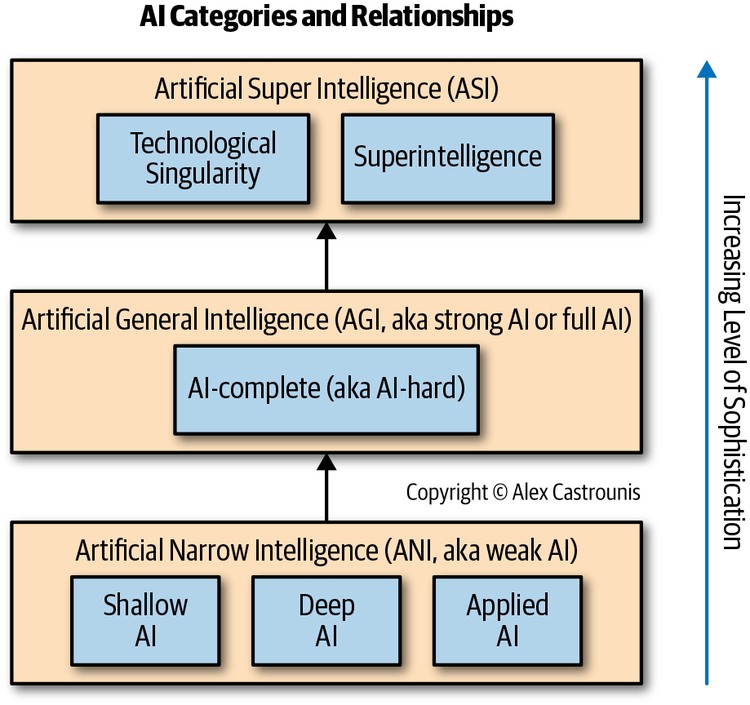 AI Categories and Relationships
Artificial Super Intelligence (ASI)
Technological
Singularity
Superintelligence
Artificial General Intelligence (AGI, aka strong AI or full AI)
AI-complete (aka AI-hard)
Copyright © Alex Castrounis
Artificial Narrow Intelligence (ANI, aka weak AI)
Shallow
AI
Deep
AI
Applied
AI
Increasing Level of Sophistication